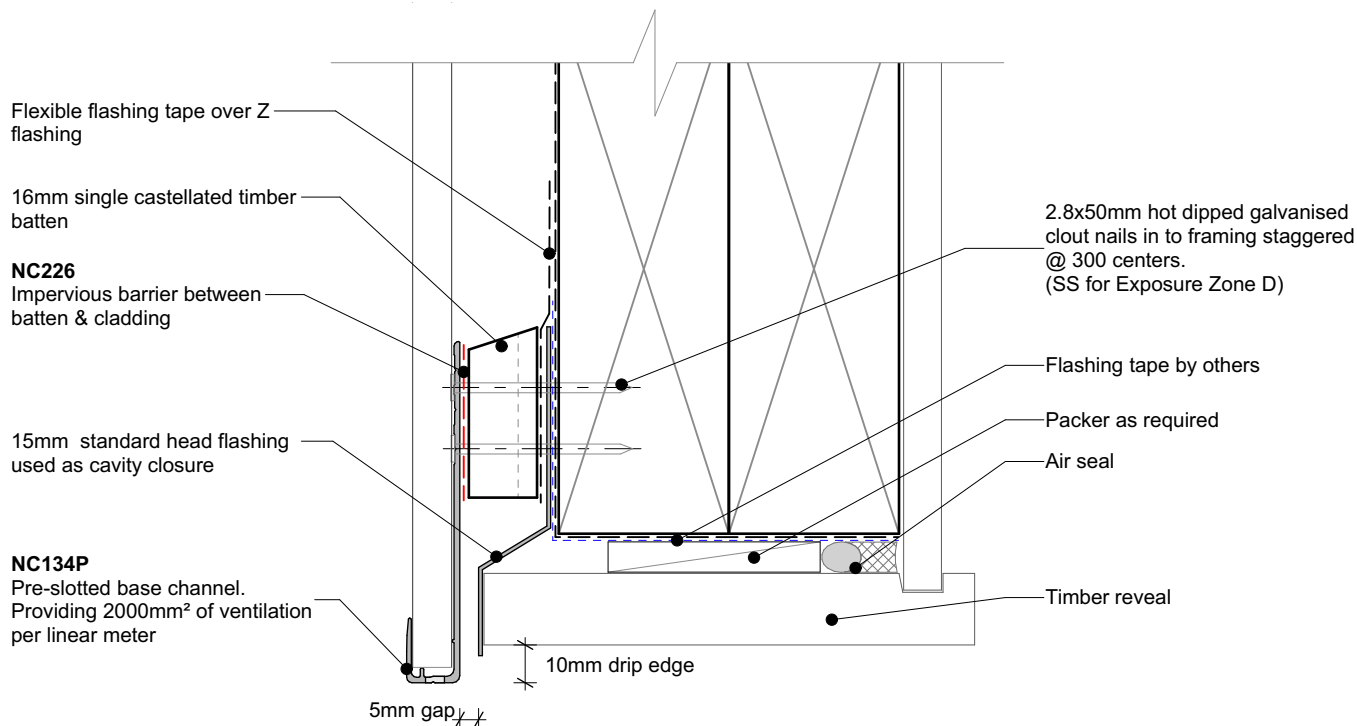 Flexible flashing tape over Z
flashing
16mm single castellated timber
batten
NC226
Impervious barrier between
batten & cladding
15mm standard head flashing
used as cavity closure
NC134P
Pre-slotted base channel.
Providing 2000mm² of ventilation
per linear meter
5mm gap
10mm drip edge
2.8x50mm hot dipped galvanised
clout nails in to framing staggered
@ 300 centers.
(SS for Exposure Zone D)
Flashing tape by others
Packer as required
Air seal
Timber reveal